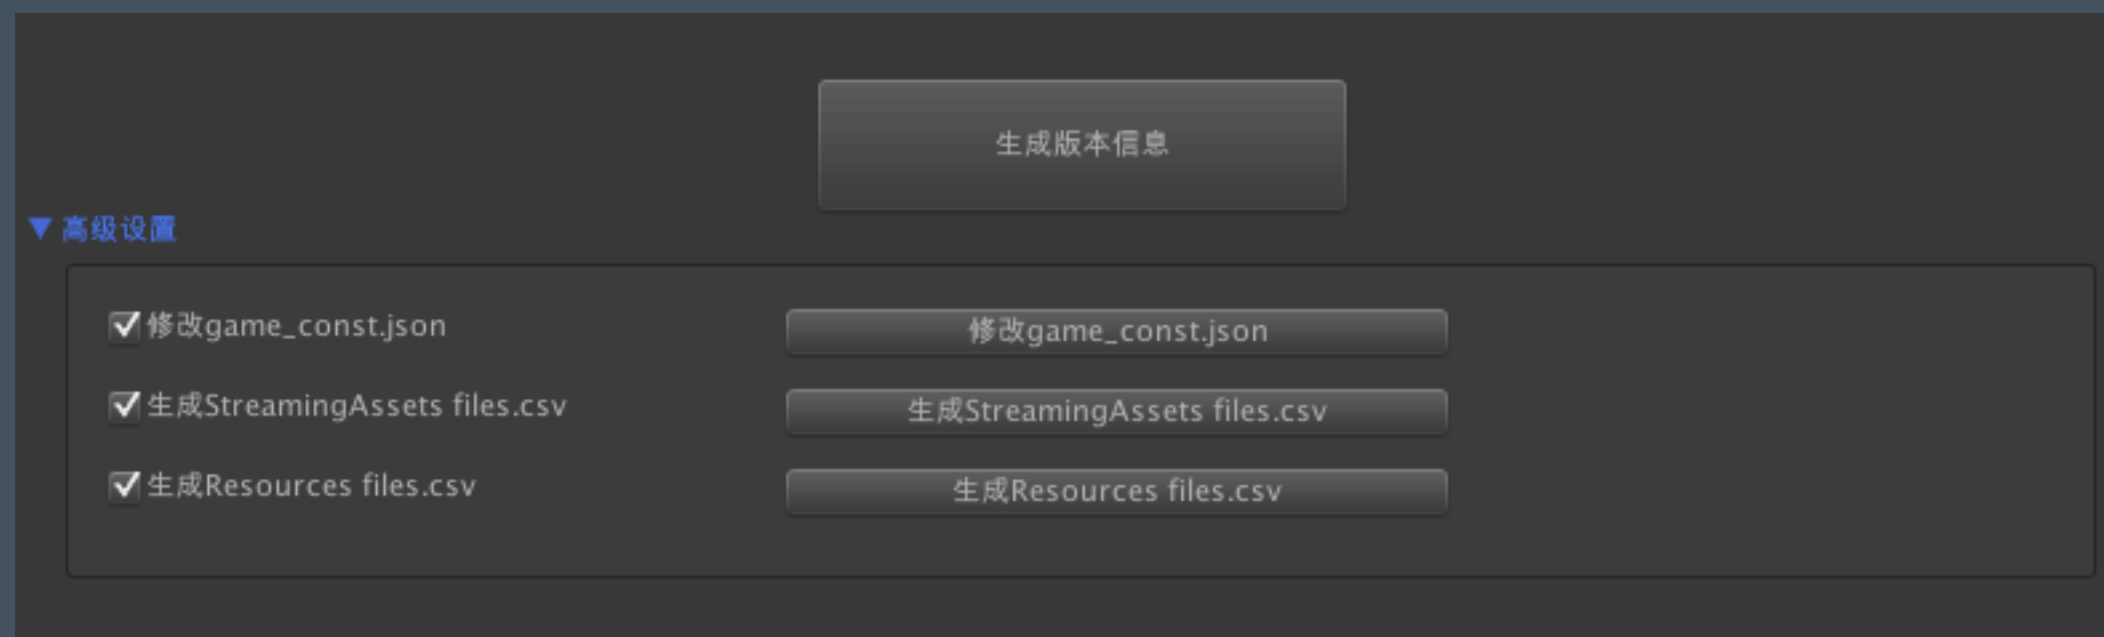 生成版本信息
高级设置
修改game_const.json
修改game_const.json
生成StreamingAssets files.csv
生成StreamingAssets files.csv
生成Resources files.csv
生成Resources files.csv